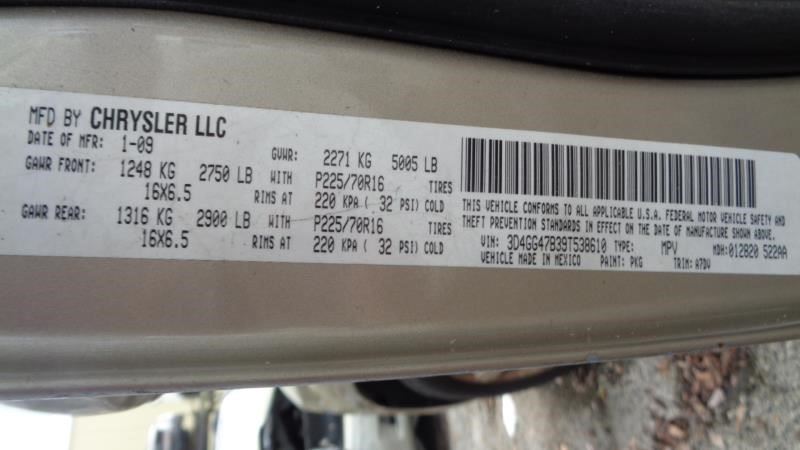 MFD BY CHRYSLER LLC
DATE OF MFR: 1-09 GVWR: 2271 KG 5005 LB
GAWR FRONT: 1248 KG 2750 LB WITH P225/70R16 TIRES
16X6.5 RIMS AT 220 KPA ( 32 PSI) COLD
GAWR REAR: 1316 KG 2900 LB WITH P225/70R16 TIRES
16X6.5 RIMS AT 220 KPA ( 32 PSI) COLD
THIS VEHICLE CONFORMS TO ALL APPLICABLE U.S.A. FEDERAL MOTOR VEHICLE SAFETY AND
THEFT PREVENTION STANDARDS IN EFFECT ON THE DATE OF MANUFACTURE SHOWN ABOVE.
VIN: 3D4GG47B39T538610 TYPE: MPV MDH:012820 522AA
VEHICLE MADE IN MEXICO PAINT: PKG TRIM: A7DV